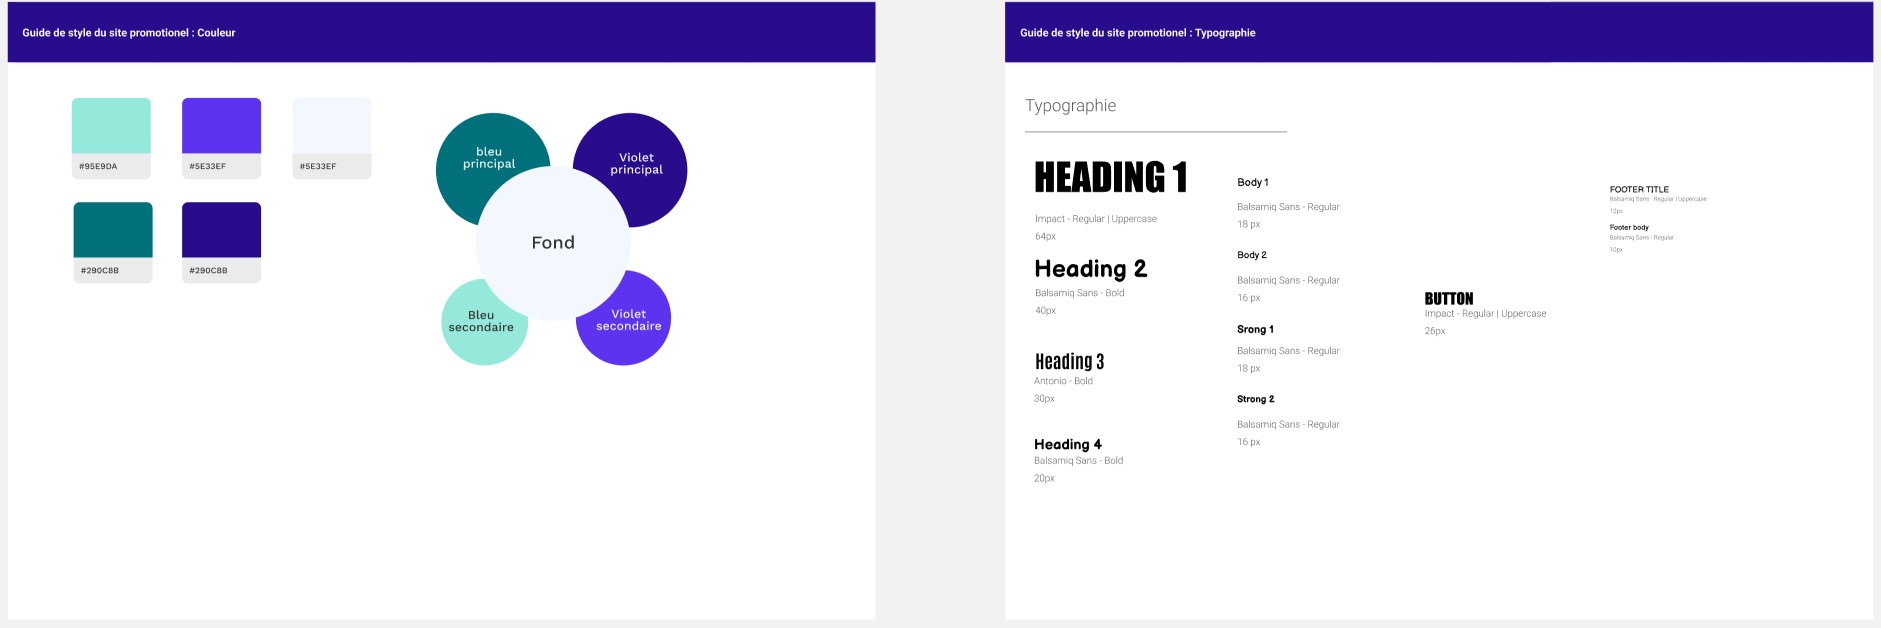 Guide de style du site promotionel : Couleur
#95E9DA
#5E33EF
#5E33EF
#290C8B
#290C8B
bleu
principal
Violet
principal
Fond
Bleu
secondaire
Violet
secondaire
Guide de style du site promotionel : Typographie
Typographie
HEADING 1
Impact - Regular | Uppercase
64px
Heading 2
Balsamiq Sans - Bold
40px
Heading 3
Antonio - Bold
30px
Heading 4
Balsamiq Sans - Bold
20px
Body 1
Balsamiq Sans - Regular
18 px
Body 2
Balsamiq Sans - Regular
16 px
Srong 1
Balsamiq Sans - Regular
18 px
Strong 2
Balsamiq Sans - Regular
16 px
BUTTON
Impact - Regular | Uppercase
26px
FOOTER TITLE
Balsamiq Sans - Regular | Uppercase
12px
Footer body
Balsamiq Sans - Regular
10px